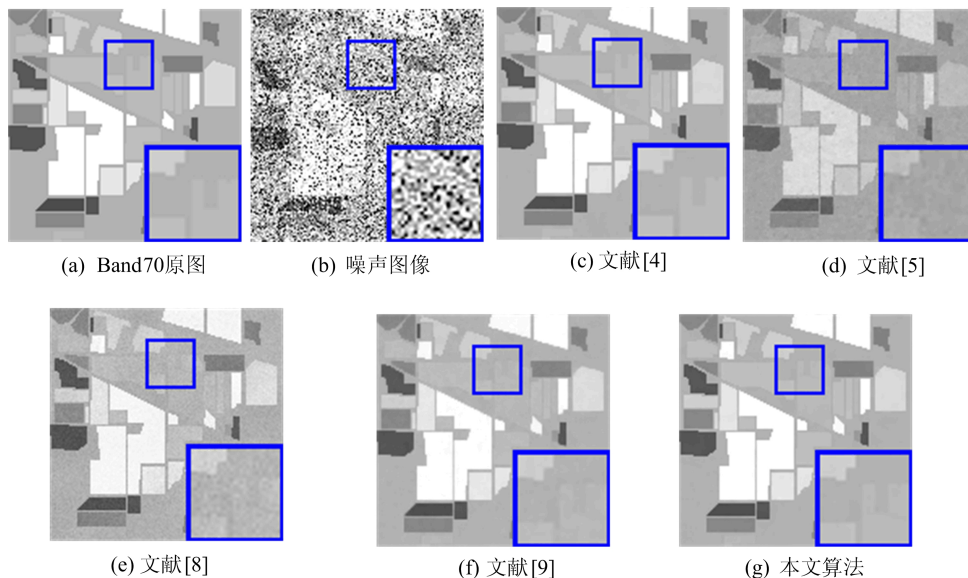 (a) Band70原图
(b) 噪声图像
(c) 文献[4]
(d) 文献[5]
(e) 文献[8]
(f) 文献[9]
(g) 本文算法